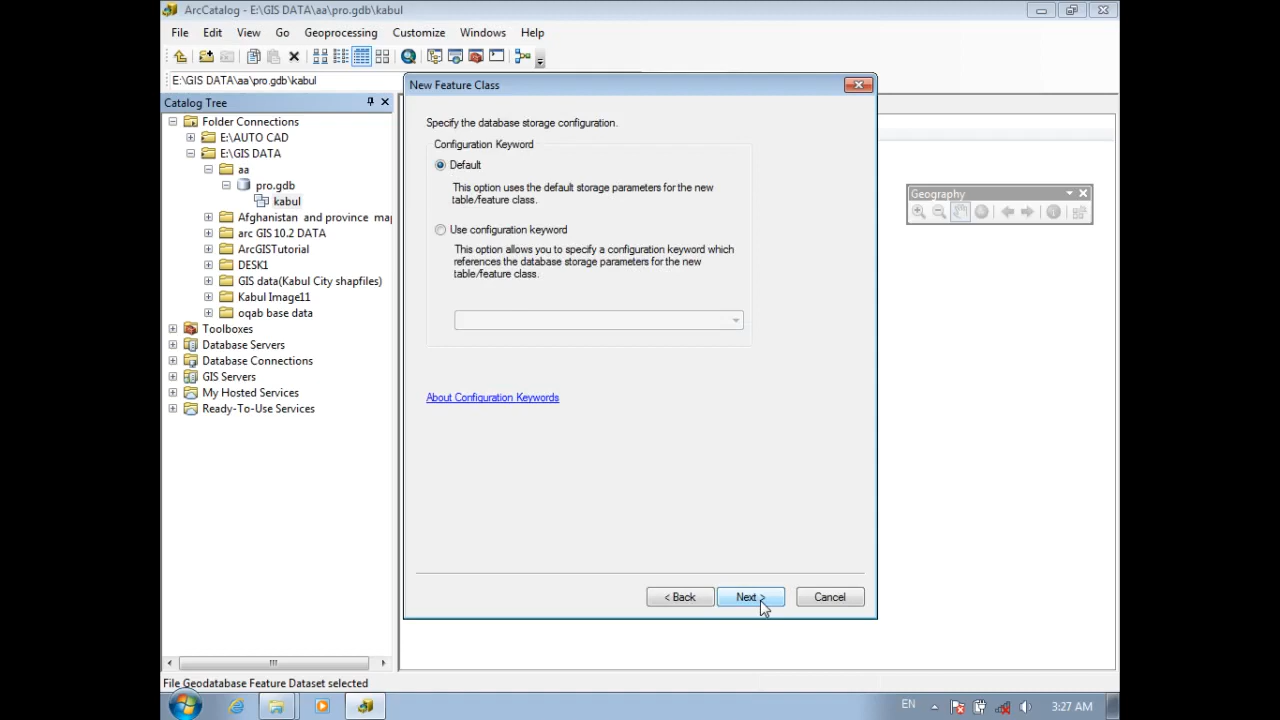 ArcCatalog - E:\GIS DATA\aa\pro.gdb\kabul
File Edit View Go Geoprocessing Customize Windows Help
E:\GIS DATA\aa\pro.gdb\kabul
Catalog Tree
Folder Connections
E:\AUTO CAD
E:\GIS DATA
aa
pro.gdb
kabul
Afghanistan and province
arc GIS 10.2 DATA
ArcGISTutorial
DESK1
GIS data(Kabul City shapfiles)
Kabul Image11
oqab base data
Toolboxes
Database Servers
Database Connections
GIS Servers
My Hosted Services
Ready-To-Use Services
New Feature Class
Specify the database storage configuration.
Configuration Keyword
Default
This option uses the default storage parameters for the new
table/feature class.
Use configuration keyword
This option allows you to specify a configuration keyword which
references the database storage parameters for the new
table/feature class.
About Configuration Keywords
< Back Next > Cancel
Geography
File Geodatabase Feature Dataset selected
EN 3:27 AM